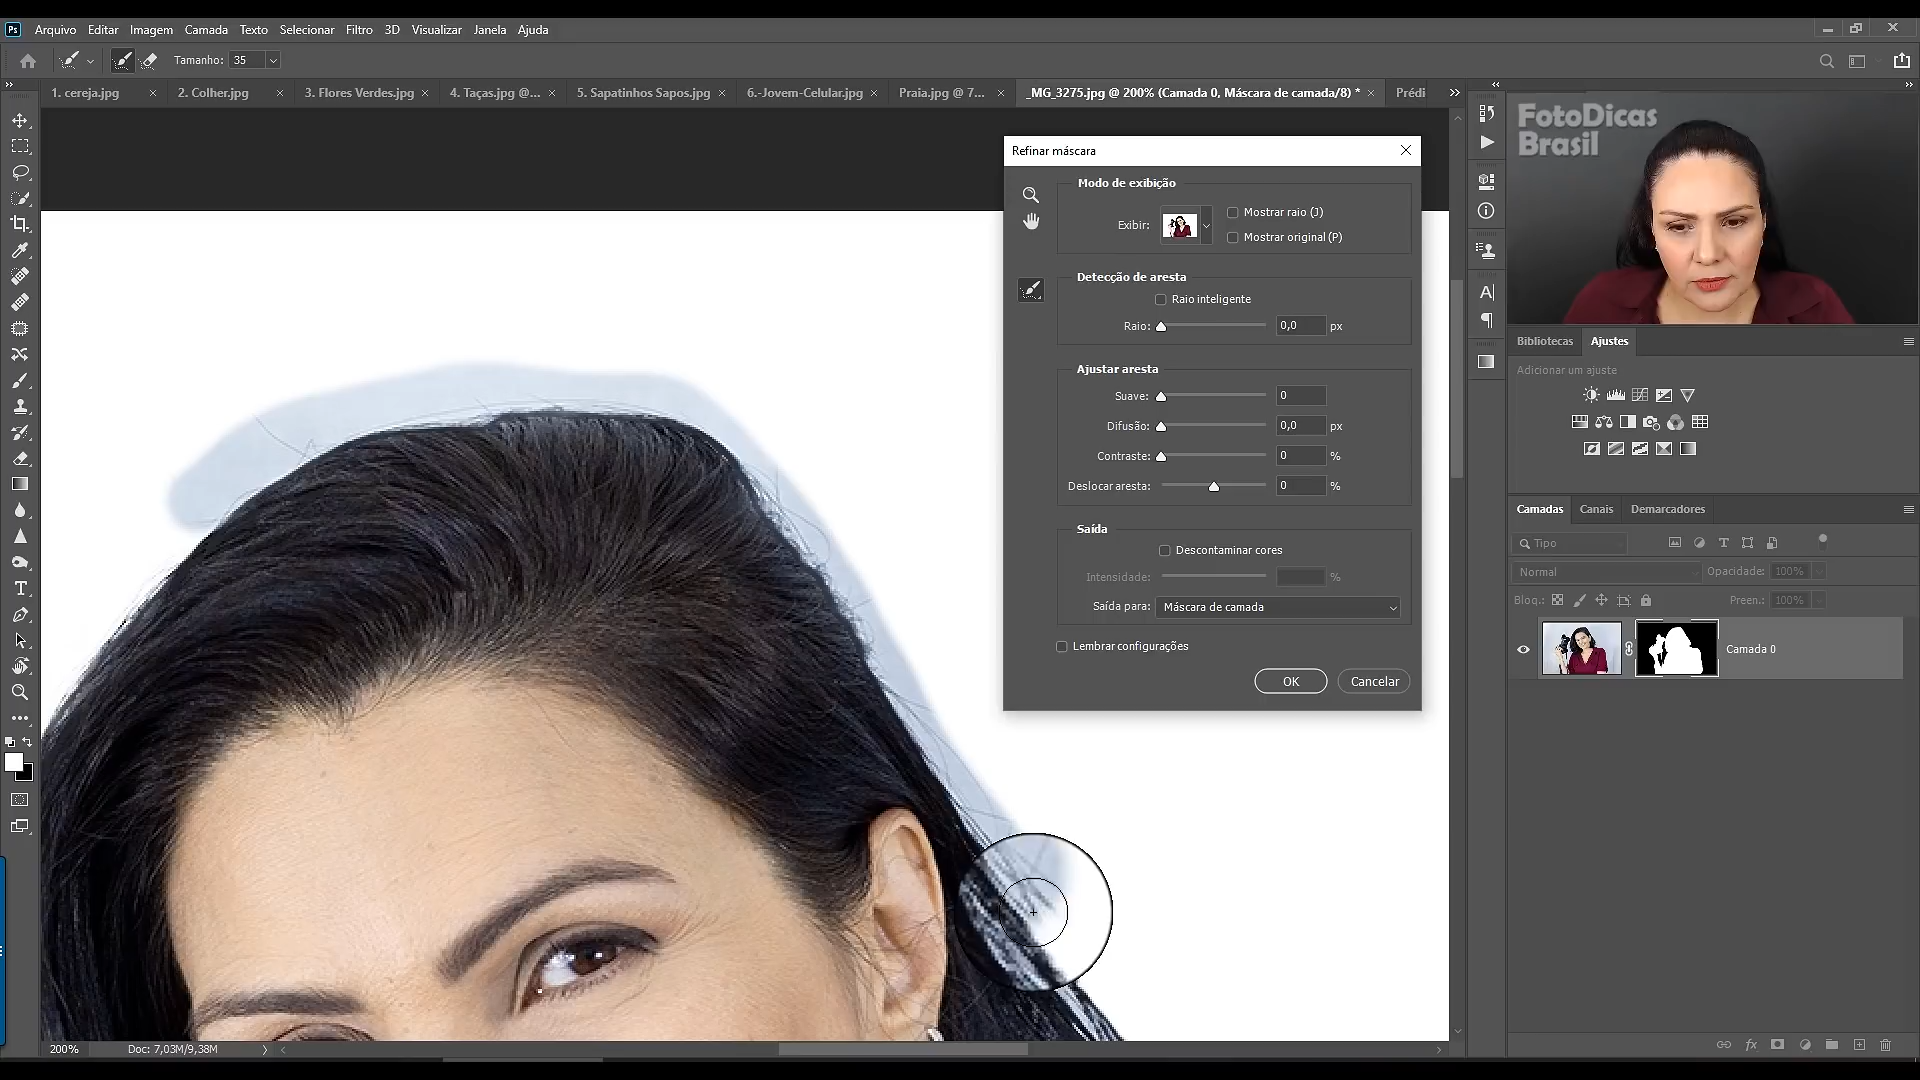 Ps Arquivo Editar Imagem Camada Texto Selecionar Filtro 3D Visualizar Janela Ajuda
Tamanho: 35
1. cereja.jpg 2. Colher.jpg 3. Flores Verdes.jpg 4. Taças.jpg @... 5. Sapatinhos Sapos.jpg 6.-Jovem-Celular.jpg Praia.jpg @ 7... _MG_3275.jpg @ 200% (Camada 0, Máscara de camada/8) * Prédi
FotoDicas
Brasil
Refinar máscara
Modo de exibição
Exibir:
Mostrar raio (J)
Mostrar original (P)
Detecção de aresta
Raio inteligente
Raio: 0,0 px
Ajustar aresta
Suave: 0
Difusão: 0,0 px
Contraste: 0 %
Deslocar aresta: 0 %
Saída
Descontaminar cores
Intensidade: %
Saída para: Máscara de camada
Lembrar configurações
OK Cancelar
Bibliotecas Ajustes
Adicionar um ajuste
Camadas Canais Demarcadores
Tipo
Normal Opacidade: 100%
Bloq.: Preen.: 100%
Camada 0
200% Doc: 7,03M/9,38M